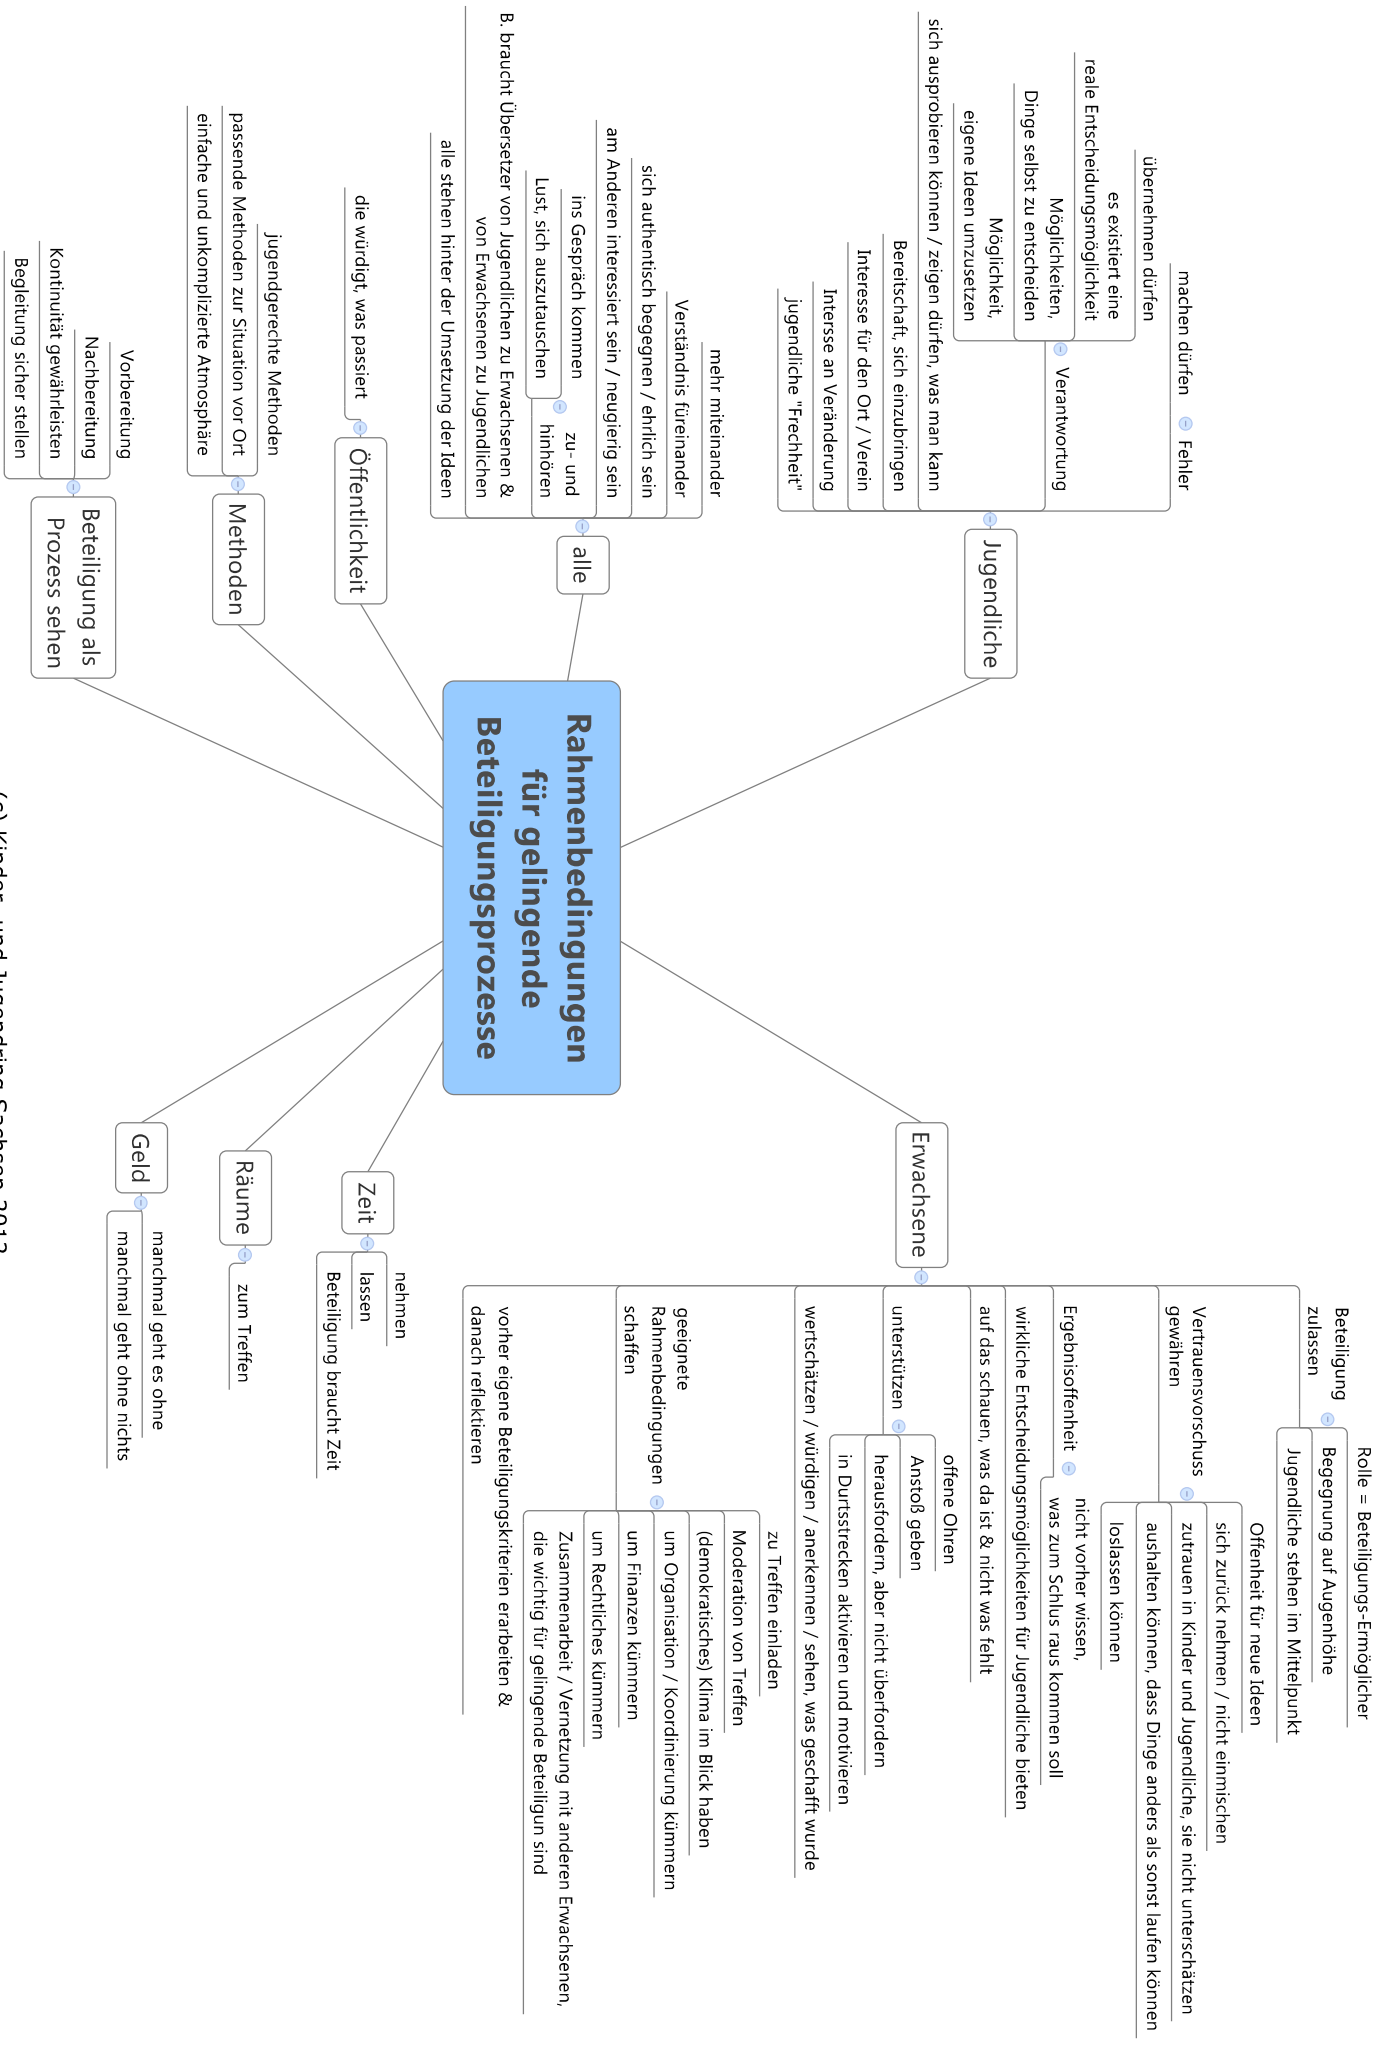 Rahmenbedingungen
für gelingende
Beteiligungsprozesse
Jugendliche
machen dürfen
Fehler
Verantwortung
übernehmen dürfen
es existiert eine
reale Entscheidungsmöglichkeit
Möglichkeiten,
Dinge selbst zu entscheiden
Möglichkeit,
eigene Ideen umzusetzen
sich ausprobieren können / zeigen dürfen, was man kann
Bereitschaft, sich einzubringen
Interesse für den Ort / Verein
Intersse an Veränderung
jugendliche "Frechheit"
alle
mehr miteinander
Verständnis füreinander
sich authentisch begegnen / ehrlich sein
am Anderen interessiert sein / neugierig sein
zu- und
hinhören
ins Gespräch kommen
Lust, sich auszutauschen
B. braucht Übersetzer von Jugendlichen zu Erwachsenen &
von Erwachsenen zu Jugendlichen
alle stehen hinter der Umsetzung der Ideen
Öffentlichkeit
die würdigt, was passiert
Methoden
jugendgerechte Methoden
passende Methoden zur Situation vor Ort
einfache und unkomplizierte Atmosphäre
Beteiligung als
Prozess sehen
Vorbereitung
Nachbereitung
Kontinuität gewährleisten
Begleitung sicher stellen
Erwachsene
Beteiligung
zulassen
Rolle = Beteiligungs-Ermöglicher
Begegnung auf Augenhöhe
Jugendliche stehen im Mittelpunkt
Vertrauensvorschuss
gewähren
Offenheit für neue Ideen
sich zurück nehmen / nicht einmischen
zutrauen in Kinder und Jugendliche, sie nicht unterschätzen
aushalten können, dass Dinge anders als sonst laufen können
loslassen können
Ergebnisoffenheit
nicht vorher wissen,
was zum Schlus raus kommen soll
wirkliche Entscheidungsmöglichkeiten für Jugendliche bieten
auf das schauen, was da ist & nicht was fehlt
unterstützen
offene Ohren
Anstoß geben
herausfordern, aber nicht überfordern
in Durtsstrecken aktivieren und motivieren
wertschätzen / würdigen / anerkennen / sehen, was geschafft wurde
geeignete
Rahmenbedingungen
schaffen
zu Treffen einladen
Moderation von Treffen
(demokratisches) Klima im Blick haben
um Organisation / Koordinierung kümmern
um Finanzen kümmern
um Rechtliches kümmern
Zusammenarbeit / Vernetzung mit anderen Erwachsenen,
die wichtig für gelingende Beteiligun sind
vorher eigene Beteiligungskriterien erarbeiten &
danach reflektieren
Zeit
nehmen
lassen
Beteiligung braucht Zeit
Räume
zum Treffen
Geld
manchmal geht es ohne
manchmal geht ohne nichts
(c) Kinder- und Jugendring Sachsen 2012